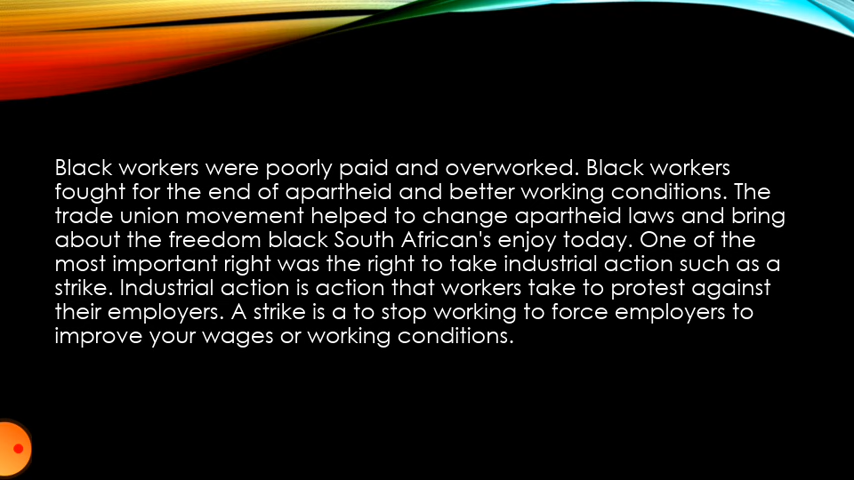 Black workers were poorly paid and overworked. Black workers
fought for the end of apartheid and better working conditions. The
trade union movement helped to change apartheid laws and bring
about the freedom black South African's enjoy today. One of the
most important right was the right to take industrial action such as a
strike. Industrial action is action that workers take to protest against
their employers. A strike is a to stop working to force employers to
improve your wages or working conditions.